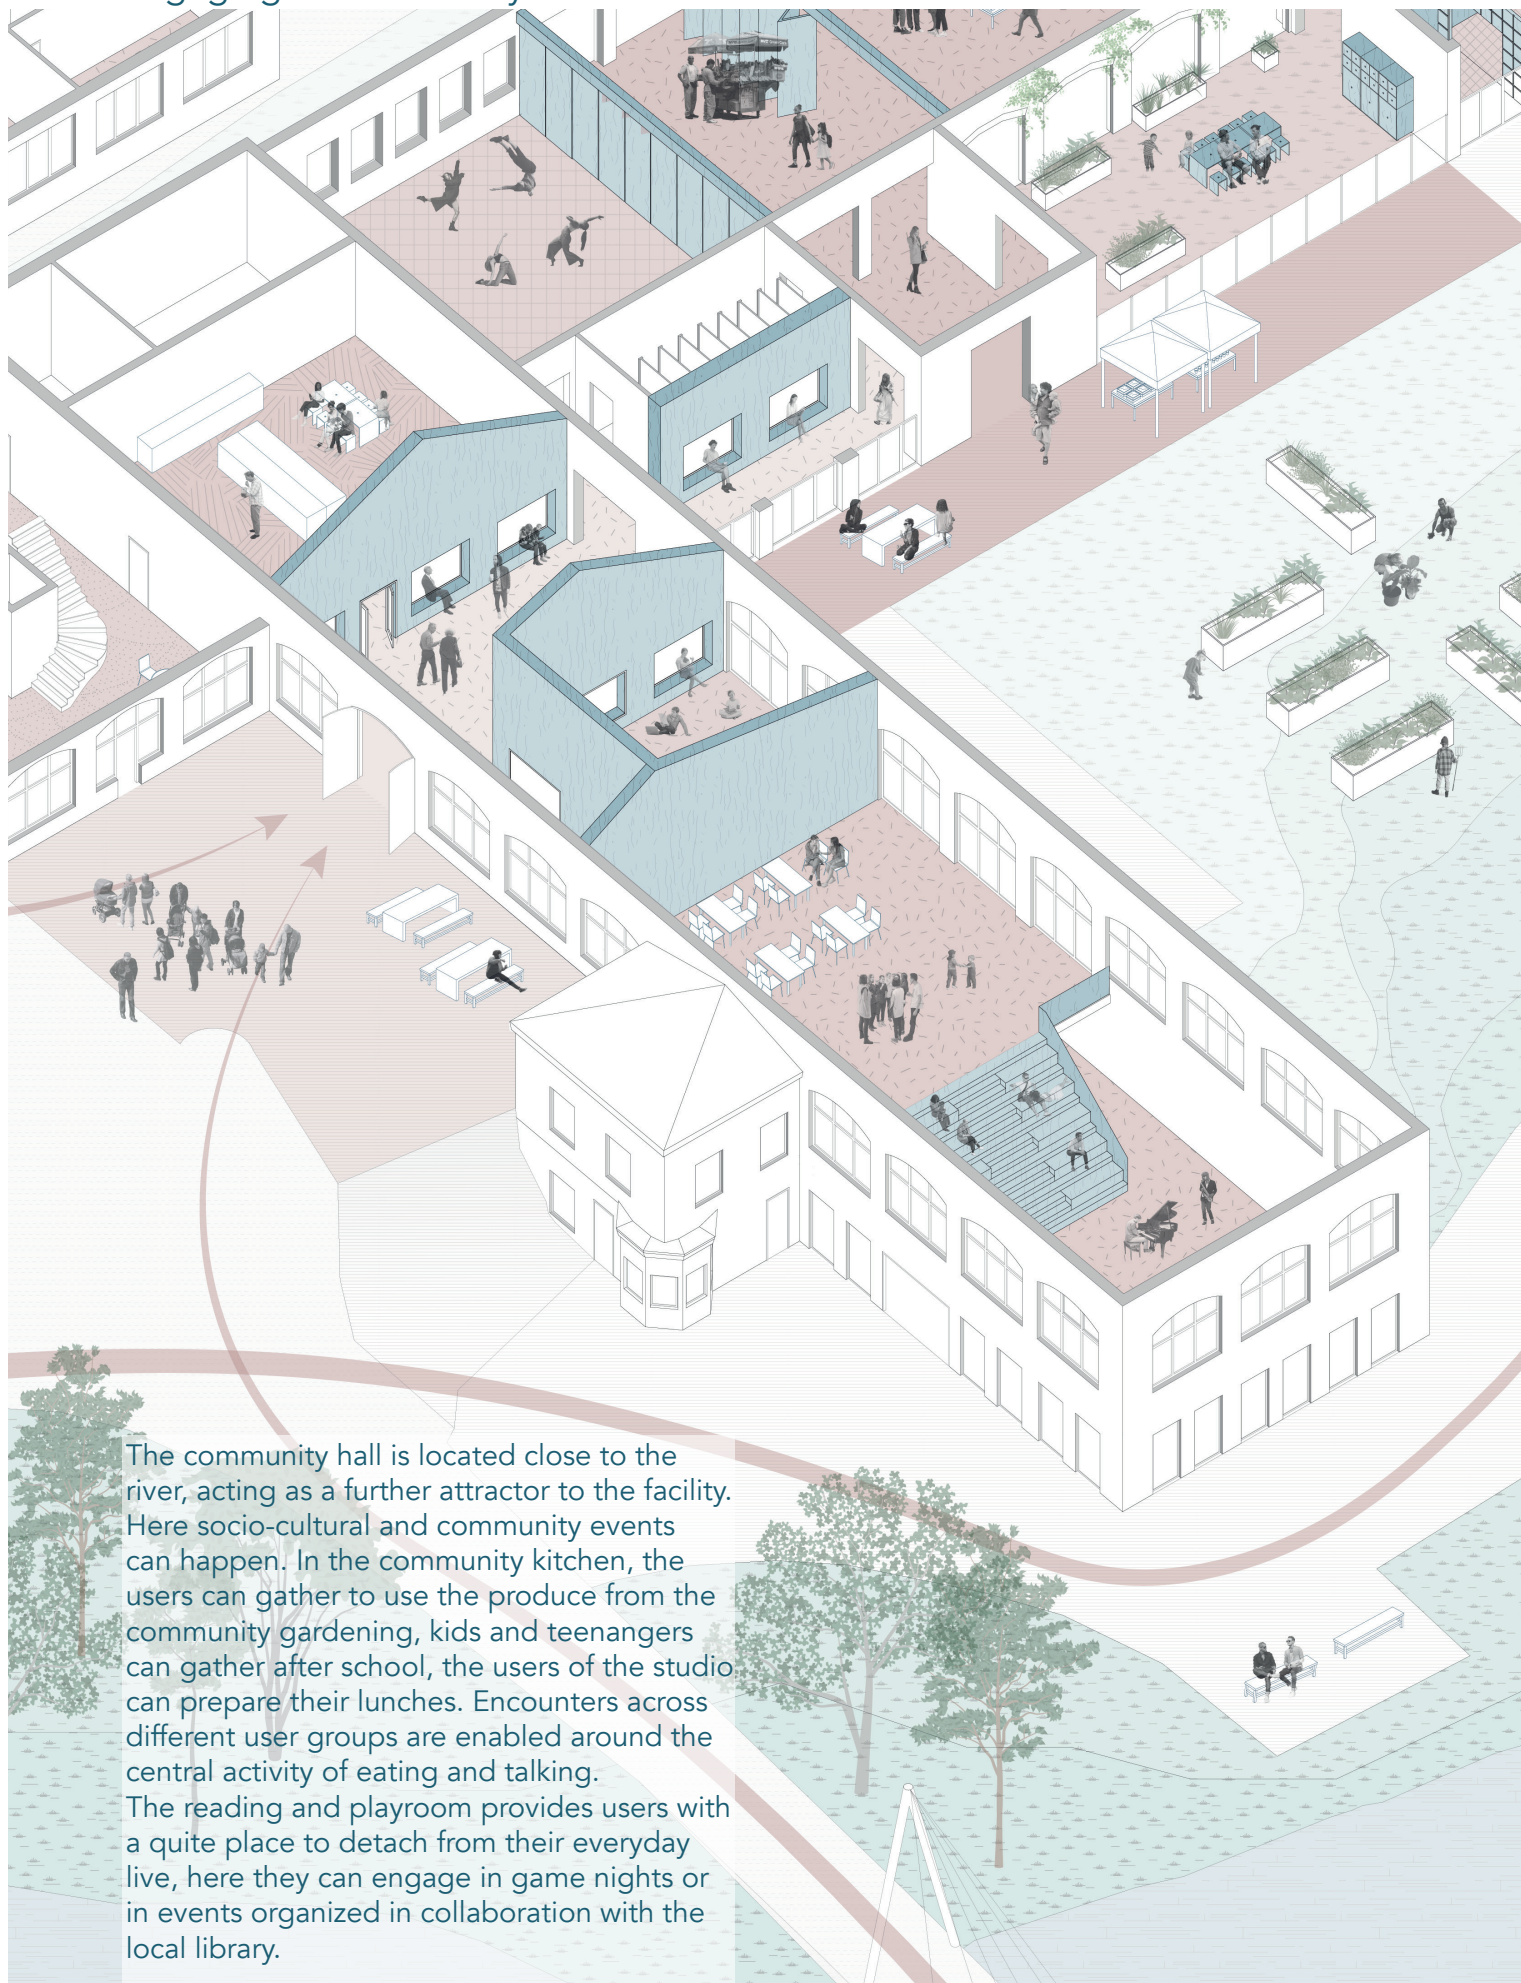 The community hall is located close to the
river, acting as a further attractor to the facility.
Here socio-cultural and community events
can happen. In the community kitchen, the
users can gather to use the produce from the
community gardening, kids and teenangers
can gather after school, the users of the studio
can prepare their lunches. Encounters across
different user groups are enabled around the
central activity of eating and talking.
The reading and playroom provides users with
a quite place to detach from their everyday
live, here they can engage in game nights or
in events organized in collaboration with the
local library.